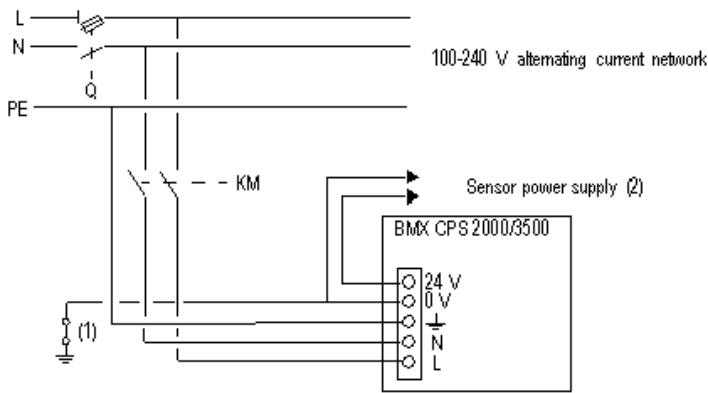 L
N
100-240 V alternating current network
Q
PE
KM
Sensor power supply (2)
BMX CPS 2000/3500
24 V
0 V
(1)
N
L